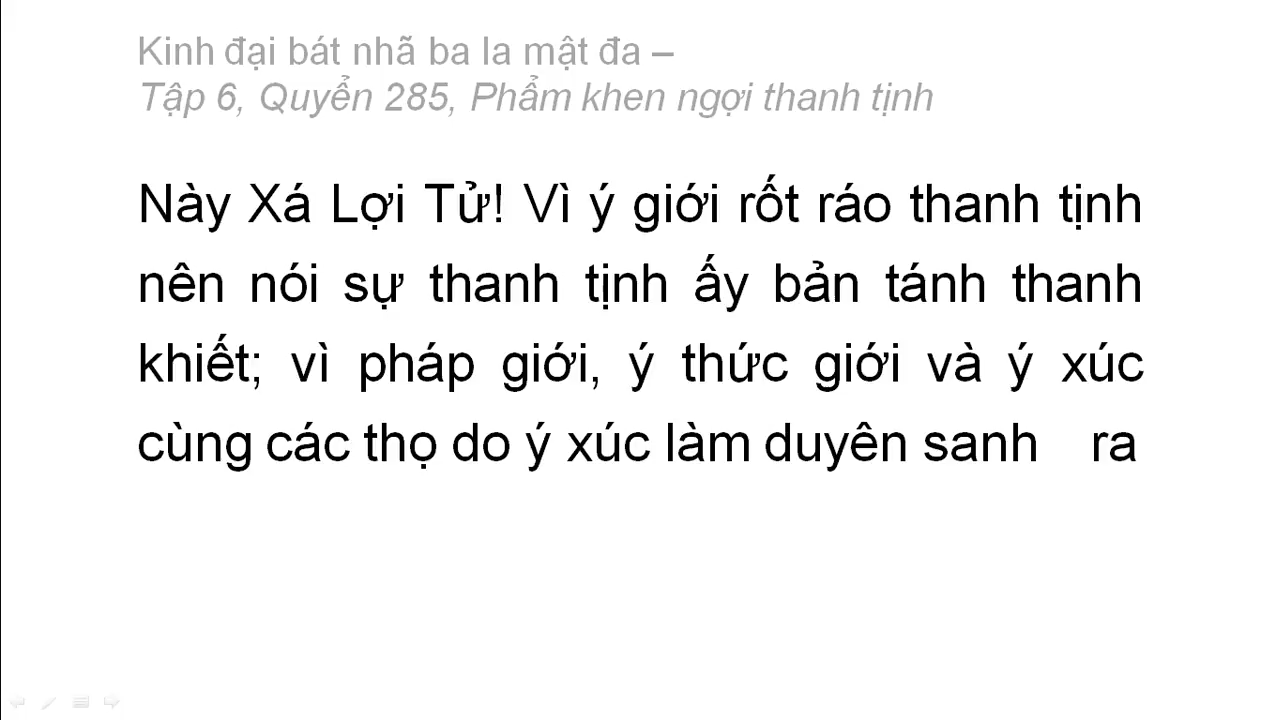 Kinh đại bát nhã ba la mật đa –
Tập 6, Quyển 285, Phẩm khen ngợi thanh tịnh
Này Xá Lợi Tử! Vì ý giới rốt ráo thanh tịnh
nên nói sự thanh tịnh ấy bản tánh thanh
khiết; vì pháp giới, ý thức giới và ý xúc
cùng các thọ do ý xúc làm duyên sanh ra